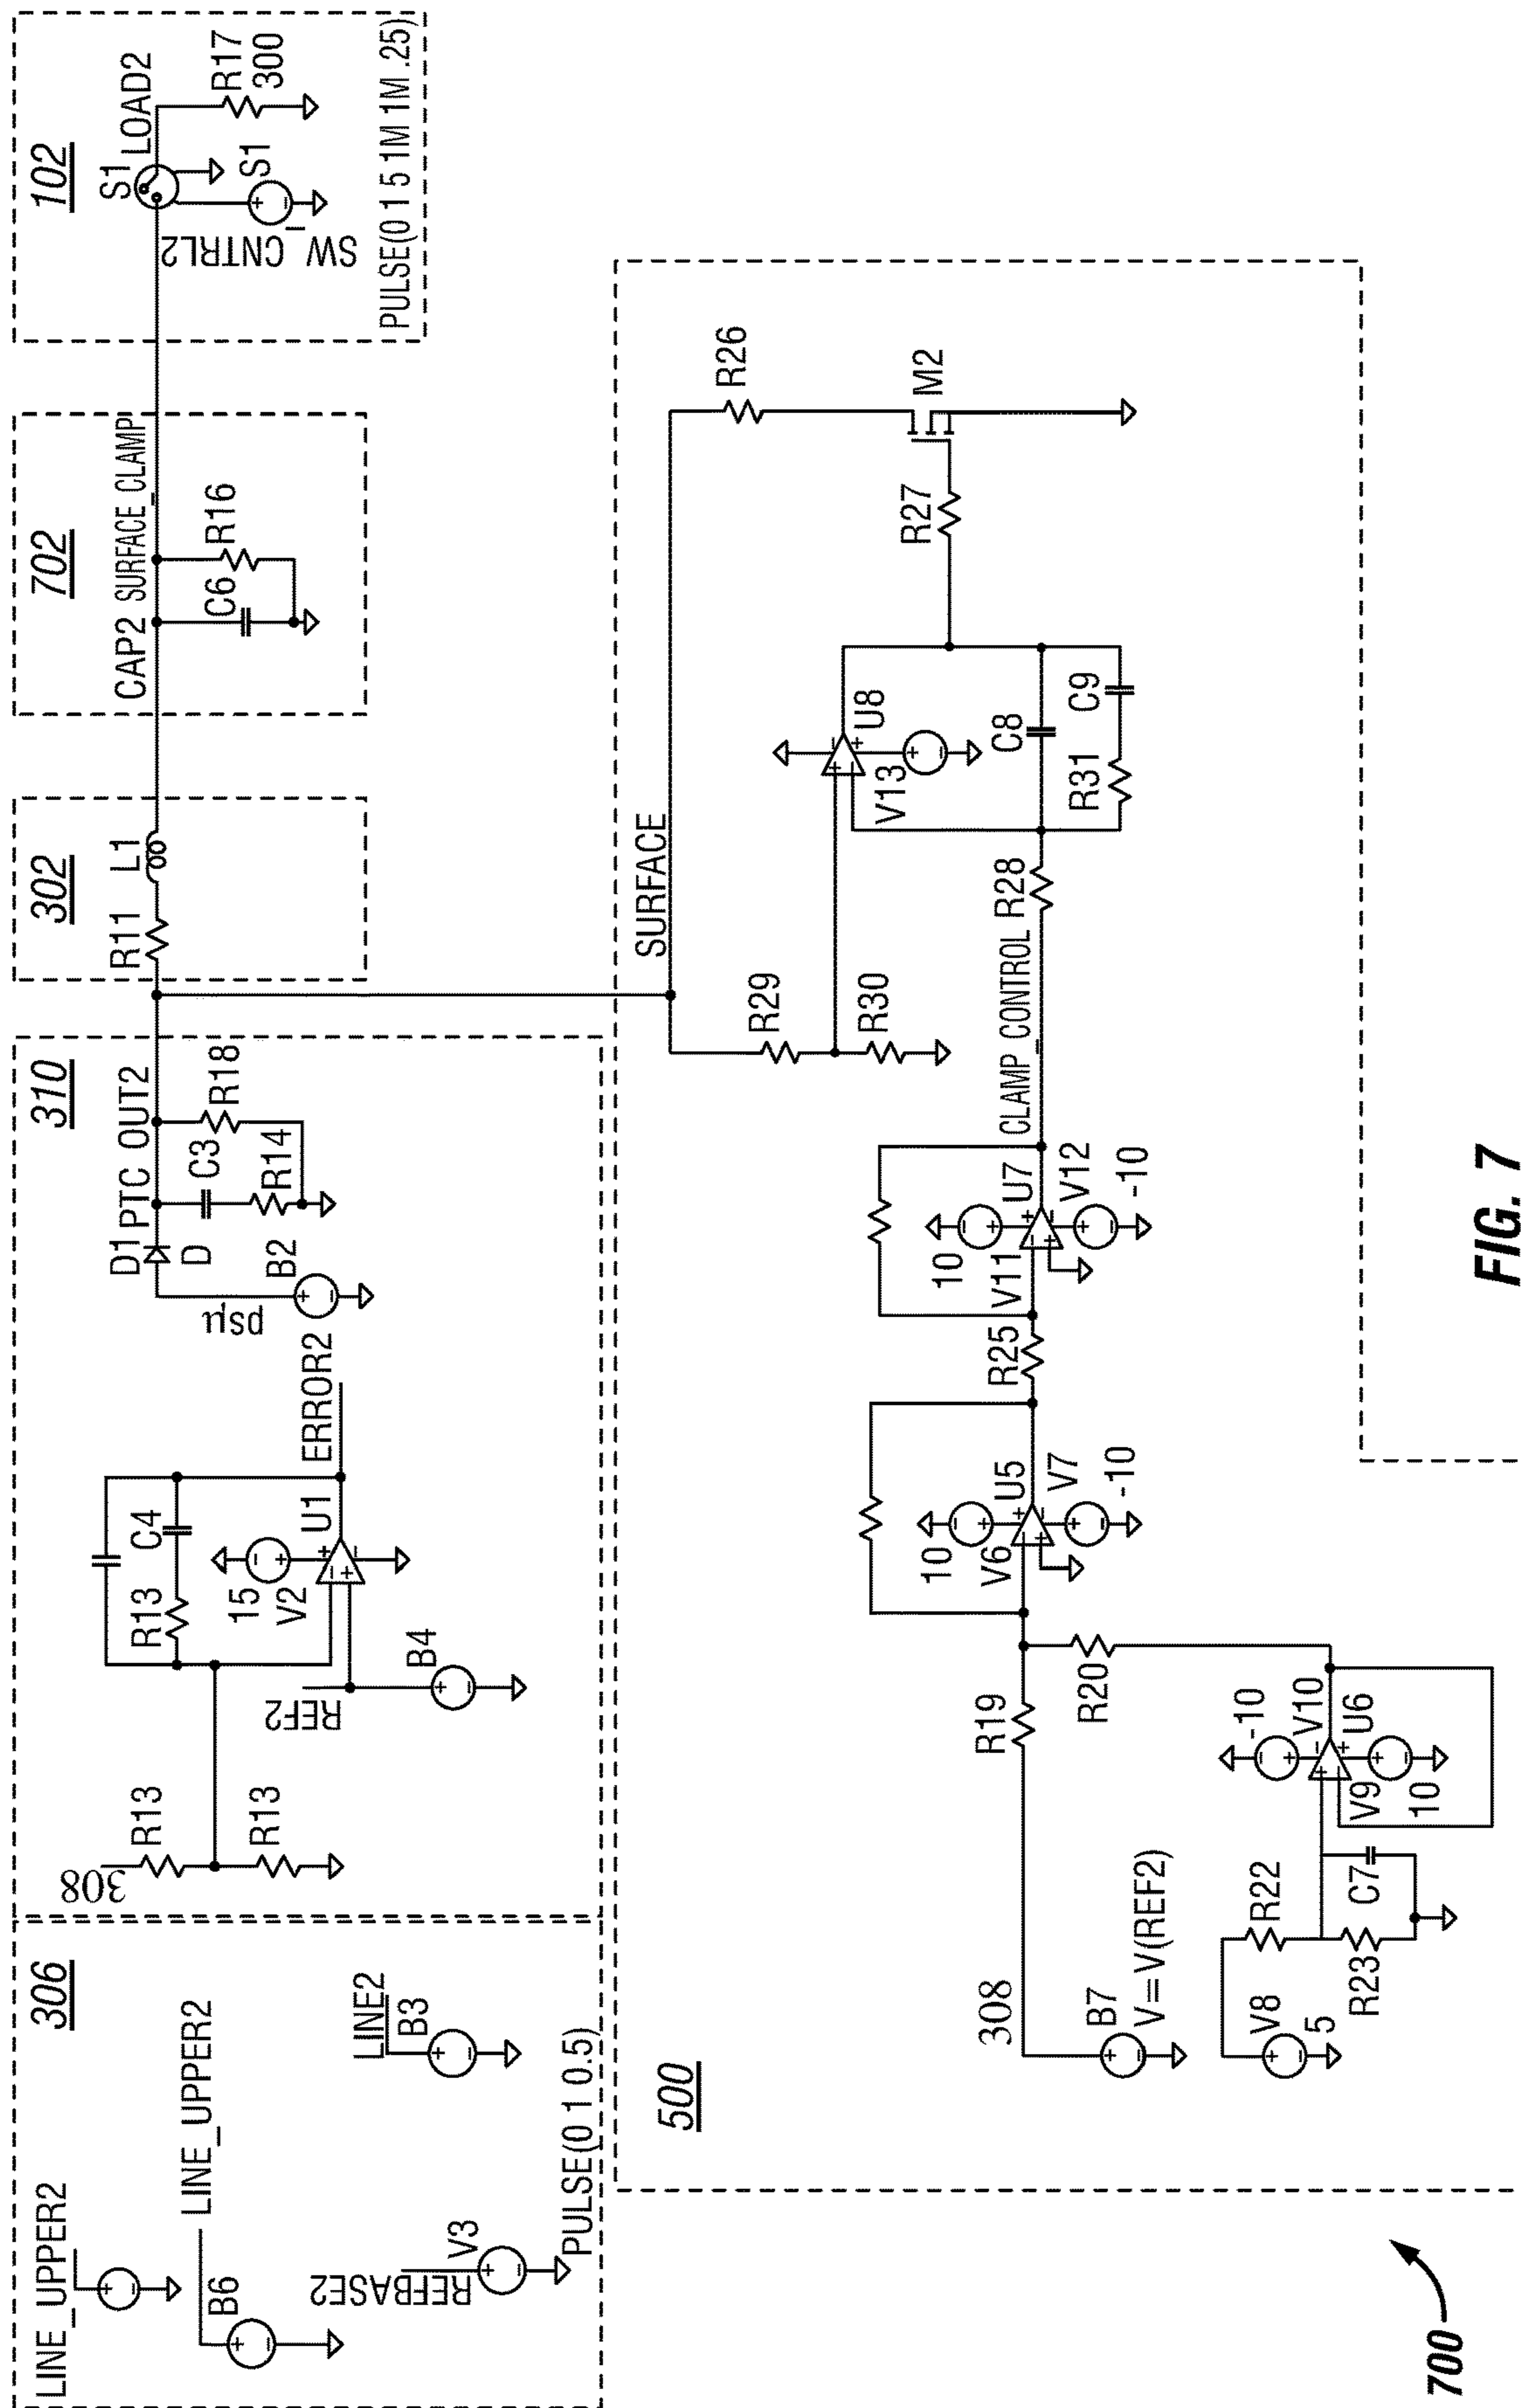 306
LINE_UPPER2
LINE_UPPER2
B6
REFBASE2
V3
PULSE(0 1 0.5)
LINE2
B3
310
308
R13
R13
REF2
B4
R13
C4
15
V2
U1
ERROR2
psµ
B2
D1
D
PTC OUT2
C3
R14
R18
302
R11
L1
702
CAP2
SURFACE_CLAMP
C6
R16
102
S1
LOAD2
R17
300
S1
SW_CNTRL2
PULSE(0 1 5 1M 1M .25)
500
SURFACE
308
B7
V=V(REF2)
V8
5
R22
R23
C7
R19
R20
-10
V10
V9
U6
10
10
V6
U5
V7
-10
R25
10
V11
U7
V12
-10
CLAMP_CONTROL
R28
R29
R30
V13
U8
C8
R31
C9
R27
R26
M2
700
FIG. 7